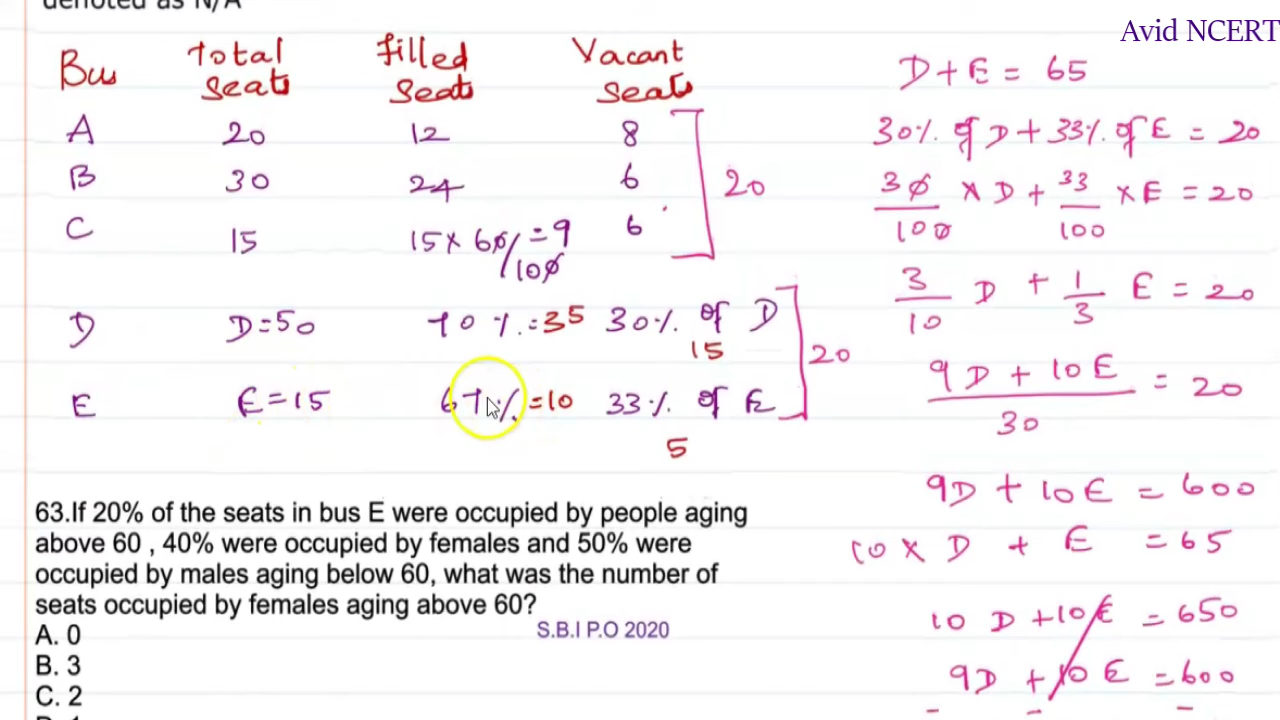 denoted as N/A
Avid NCERT
Bus Total seats filled seats Vacant seats
A 20 12 8
B 30 24 6
20
C 15 15 × 60/100 = 9 6
D D=50 70 % = 35 30% of D
15
20
E E=15 67% =10 33% of E
5
D + E = 65
30% of D + 33% of E = 20
30/100 × D + 33/100 × E = 20
3/10 D + 1/3 E = 20
9D + 10E / 30 = 20
9D + 10E = 600
10 × D + E = 65
10 D + 10E = 650
9D + 10E = 600
- - -
63.If 20% of the seats in bus E were occupied by people aging
above 60 , 40% were occupied by females and 50% were
occupied by males aging below 60, what was the number of
seats occupied by females aging above 60?
S.B.I P.O 2020
A. 0
B. 3
C. 2